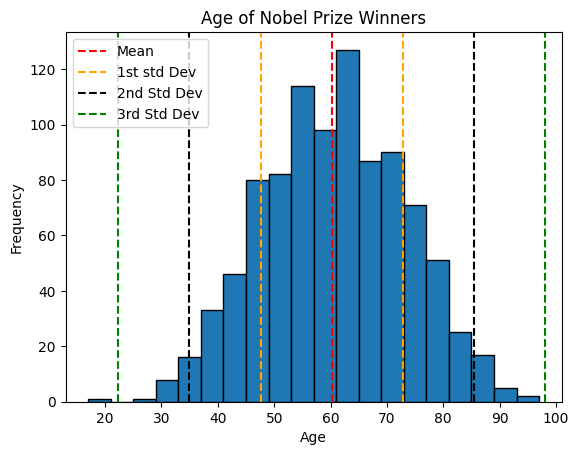 Age of Nobel Prize Winners
Mean
1st std Dev
2nd Std Dev
3rd Std Dev
120
100
80
60
40
20
0
Frequency
20
30
40
50
60
70
80
90
100
Age